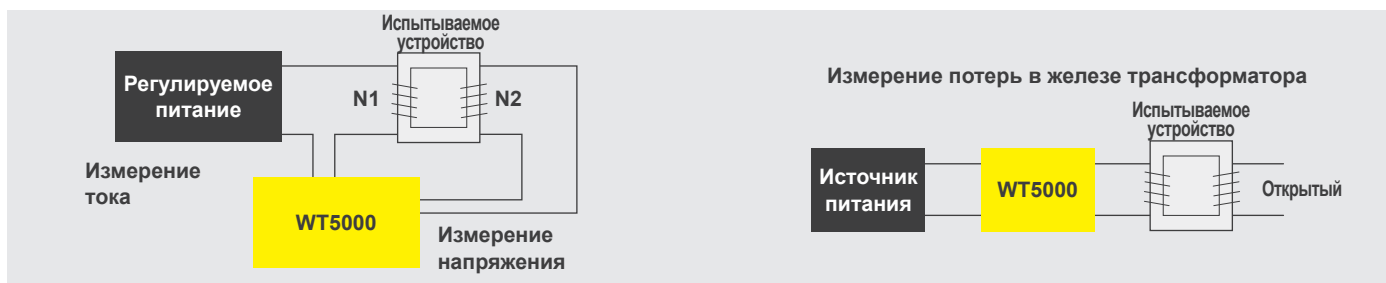 Испытываемое
устройство
Регулируемое
питание
N1
N2
Измерение
тока
WT5000
Измерение
напряжения
Измерение потерь в железе трансформатора
Испытываемое
устройство
Источник
питания
WT5000
Открытый